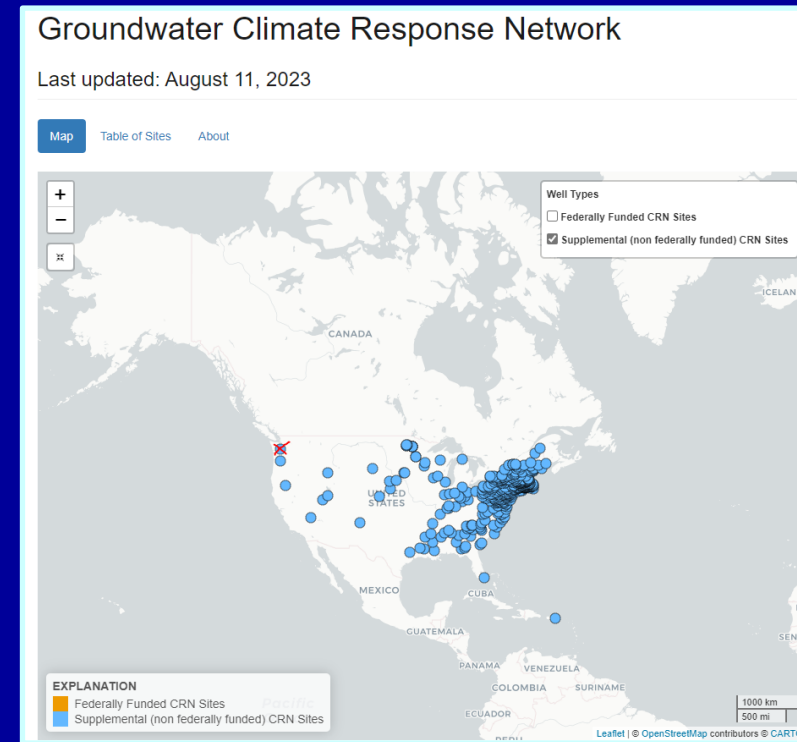 Groundwater Climate Response Network
Last updated: August 11, 2023
Map Table of Sites About
+
−
Well Types
Federally Funded CRN Sites
Supplemental (non federally funded) CRN Sites
CANADA
UNITED
STATES
MEXICO
CUBA
GUATEMALA
PANAMA
VENEZUELA
COLOMBIA
SURINAME
ECUADOR
Pacific
EXPLANATION
Federally Funded CRN Sites
Supplemental (non federally funded) CRN Sites
1000 km
500 mi
Leaflet | © OpenStreetMap contributors © CARTO